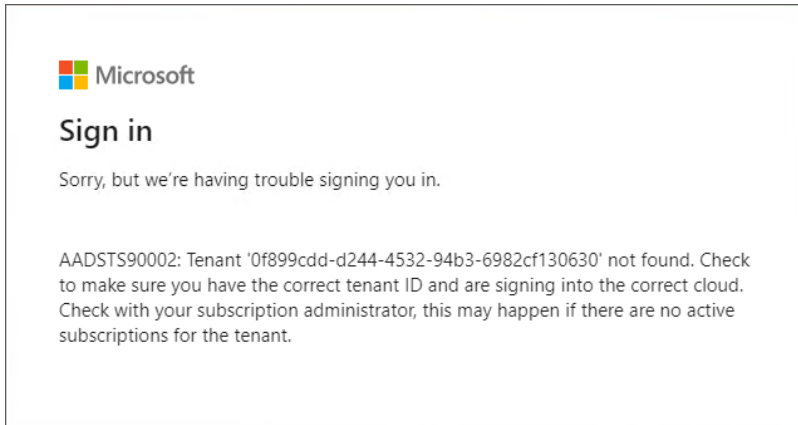 Microsoft
Sign in
Sorry, but we're having trouble signing you in.
AADSTS90002: Tenant '0f899cdd-d244-4532-94b3-6982cf130630' not found. Check
to make sure you have the correct tenant ID and are signing into the correct cloud.
Check with your subscription administrator, this may happen if there are no active
subscriptions for the tenant.